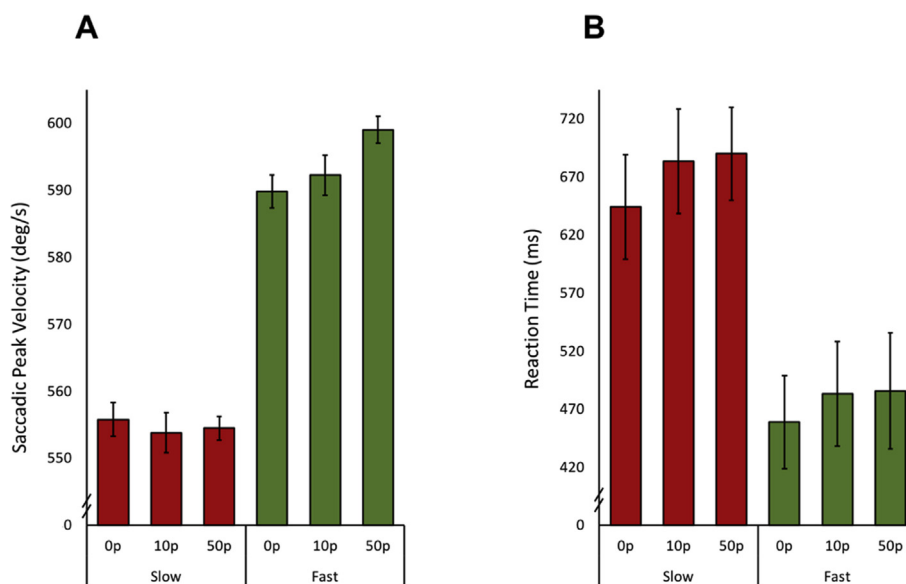 A
Saccadic Peak Velocity (deg/s)
600
590
580
570
560
550
0
0p 10p 50p 0p 10p 50p
Slow Fast
B
Reaction Time (ms)
720
670
620
570
520
470
420
0
0p 10p 50p 0p 10p 50p
Slow Fast